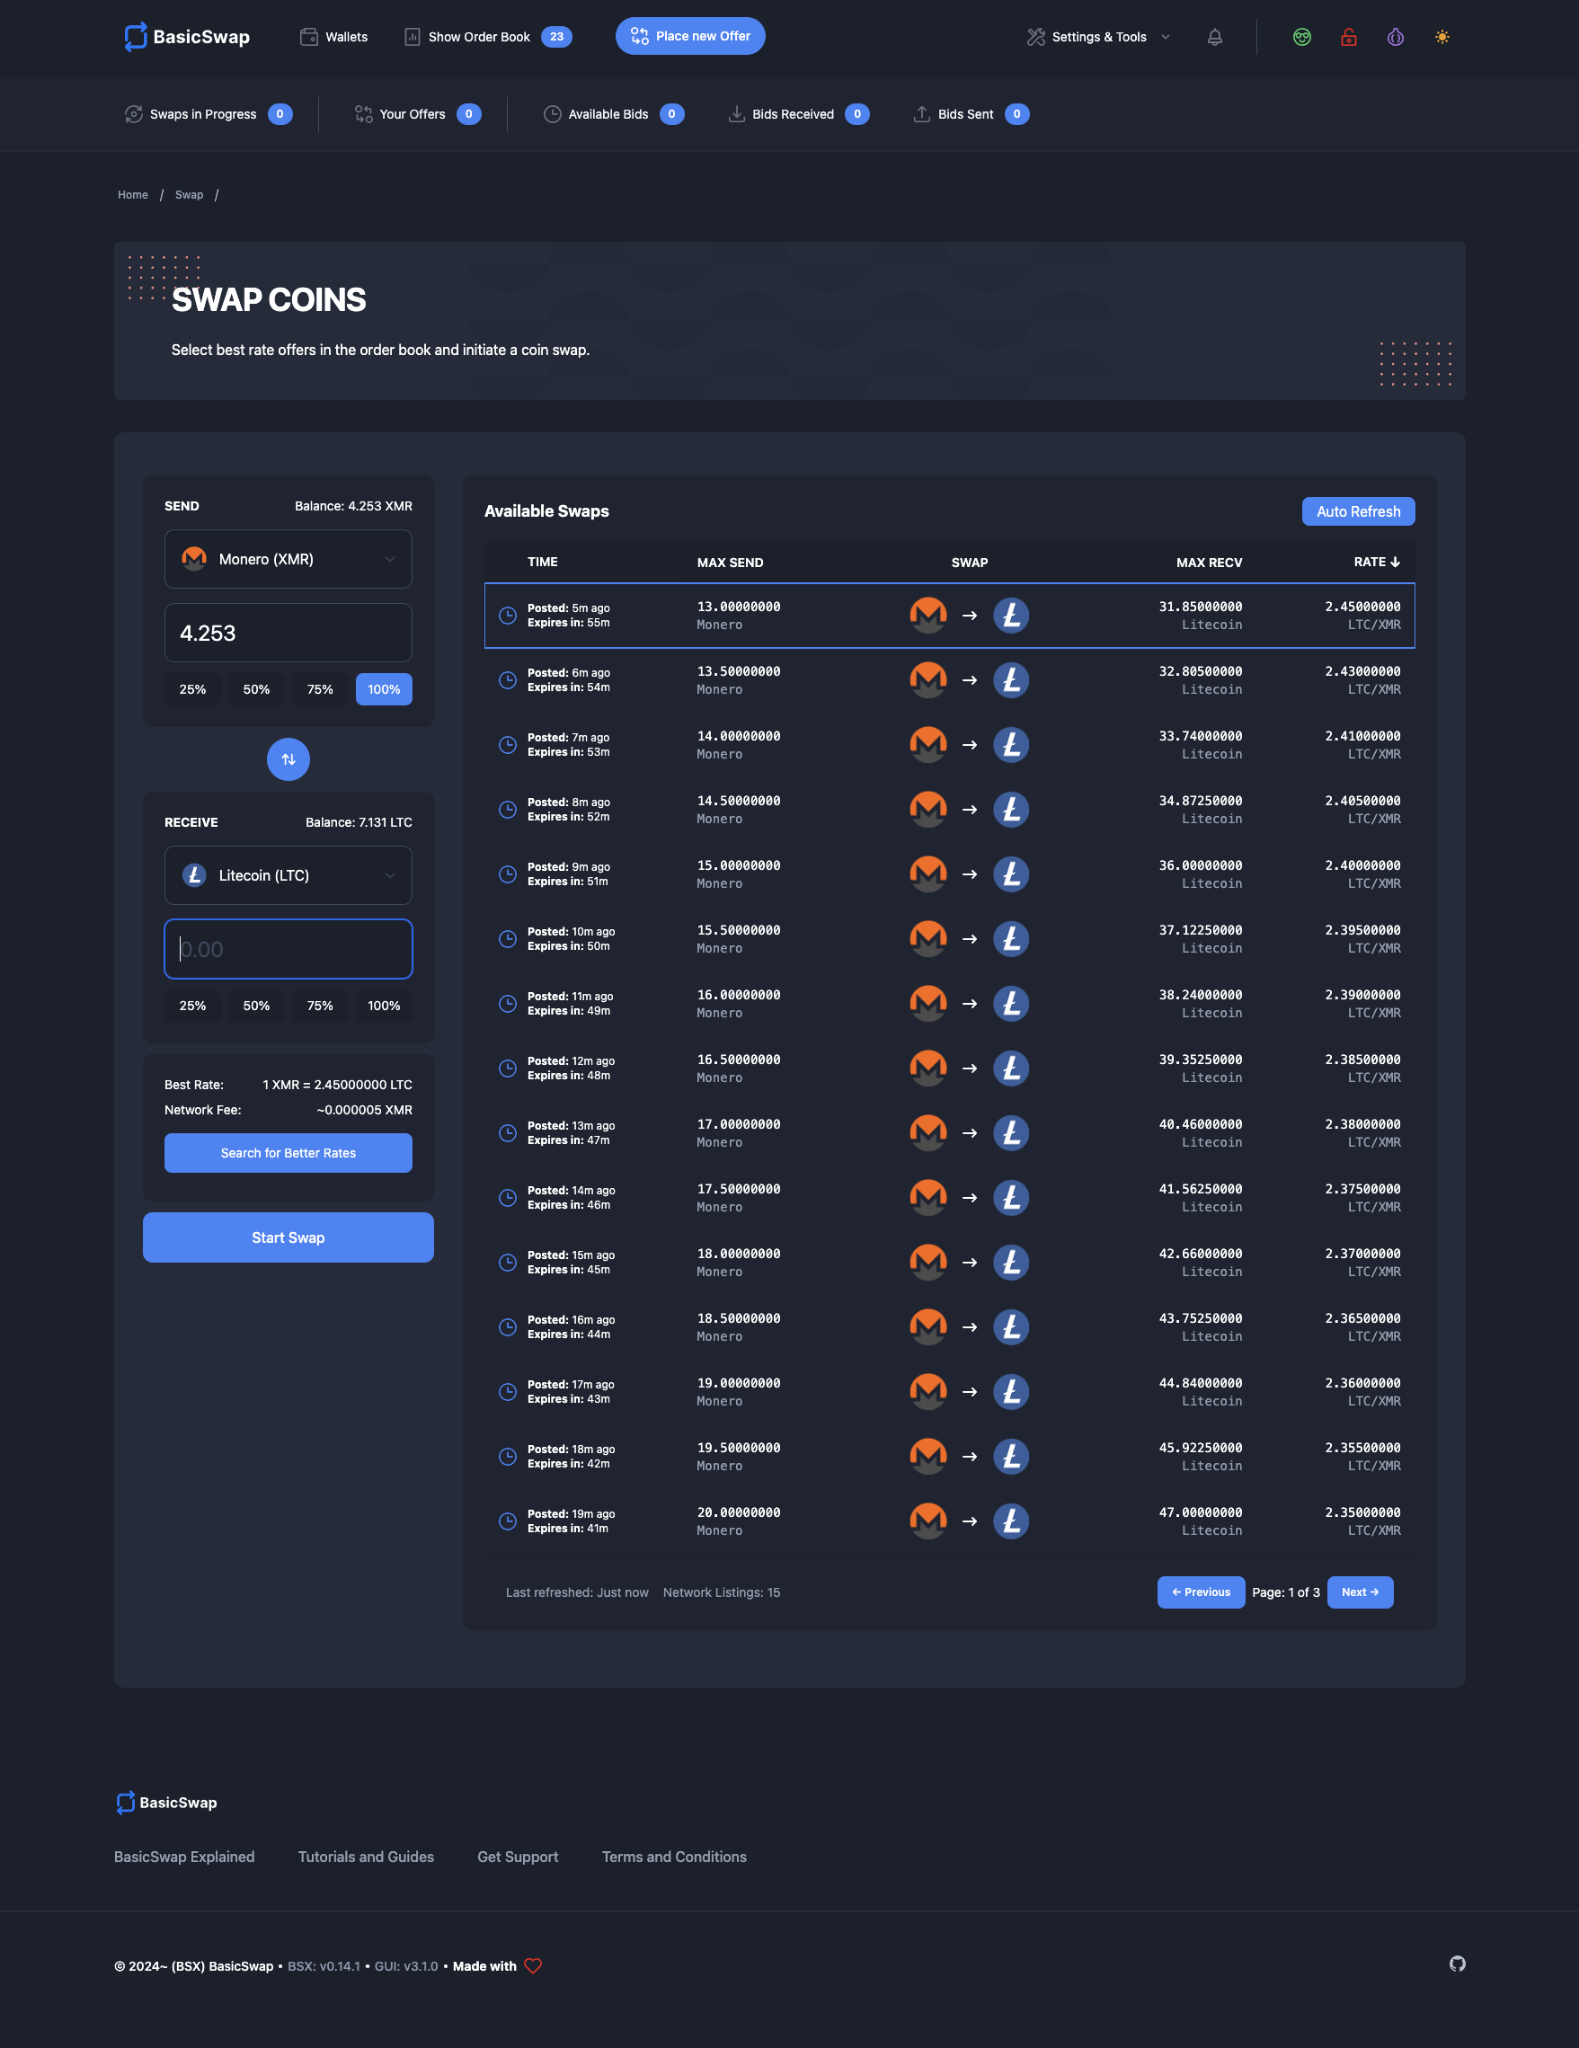 BasicSwap Wallets Show Order Book 23 Place new Offer Settings & Tools
Swaps in Progress 0 Your Offers 0 Available Bids 0 Bids Received 0 Bids Sent 0
Home / Swap /
SWAP COINS
Select best rate offers in the order book and initiate a coin swap.
SEND Balance: 4.253 XMR
Monero (XMR)
4.253
25% 50% 75% 100%
RECEIVE Balance: 7.131 LTC
Litecoin (LTC)
0.00
25% 50% 75% 100%
Best Rate: 1 XMR = 2.45000000 LTC
Network Fee: ~0.000005 XMR
Search for Better Rates
Start Swap
Available Swaps Auto Refresh
TIME MAX SEND SWAP MAX RECV RATE ↓
Posted: 5m ago 13.00000000 → 31.85000000 2.45000000
Expires in: 55m Monero Litecoin LTC/XMR
Posted: 6m ago 13.50000000 → 32.80500000 2.43000000
Expires in: 54m Monero Litecoin LTC/XMR
Posted: 7m ago 14.00000000 → 33.74000000 2.41000000
Expires in: 53m Monero Litecoin LTC/XMR
Posted: 8m ago 14.50000000 → 34.87250000 2.40500000
Expires in: 52m Monero Litecoin LTC/XMR
Posted: 9m ago 15.00000000 → 36.00000000 2.40000000
Expires in: 51m Monero Litecoin LTC/XMR
Posted: 10m ago 15.50000000 → 37.12250000 2.39500000
Expires in: 50m Monero Litecoin LTC/XMR
Posted: 11m ago 16.00000000 → 38.24000000 2.39000000
Expires in: 49m Monero Litecoin LTC/XMR
Posted: 12m ago 16.50000000 → 39.35250000 2.38500000
Expires in: 48m Monero Litecoin LTC/XMR
Posted: 13m ago 17.00000000 → 40.46000000 2.38000000
Expires in: 47m Monero Litecoin LTC/XMR
Posted: 14m ago 17.50000000 → 41.56250000 2.37500000
Expires in: 46m Monero Litecoin LTC/XMR
Posted: 15m ago 18.00000000 → 42.66000000 2.37000000
Expires in: 45m Monero Litecoin LTC/XMR
Posted: 16m ago 18.50000000 → 43.75250000 2.36500000
Expires in: 44m Monero Litecoin LTC/XMR
Posted: 17m ago 19.00000000 → 44.84000000 2.36000000
Expires in: 43m Monero Litecoin LTC/XMR
Posted: 18m ago 19.50000000 → 45.92250000 2.35500000
Expires in: 42m Monero Litecoin LTC/XMR
Posted: 19m ago 20.00000000 → 47.00000000 2.35000000
Expires in: 41m Monero Litecoin LTC/XMR
Last refreshed: Just now Network Listings: 15 ← Previous Page: 1 of 3 Next →
BasicSwap
BasicSwap Explained Tutorials and Guides Get Support Terms and Conditions
© 2024~ (BSX) BasicSwap • BSX: v0.14.1 • GUI: v3.1.0 • Made with